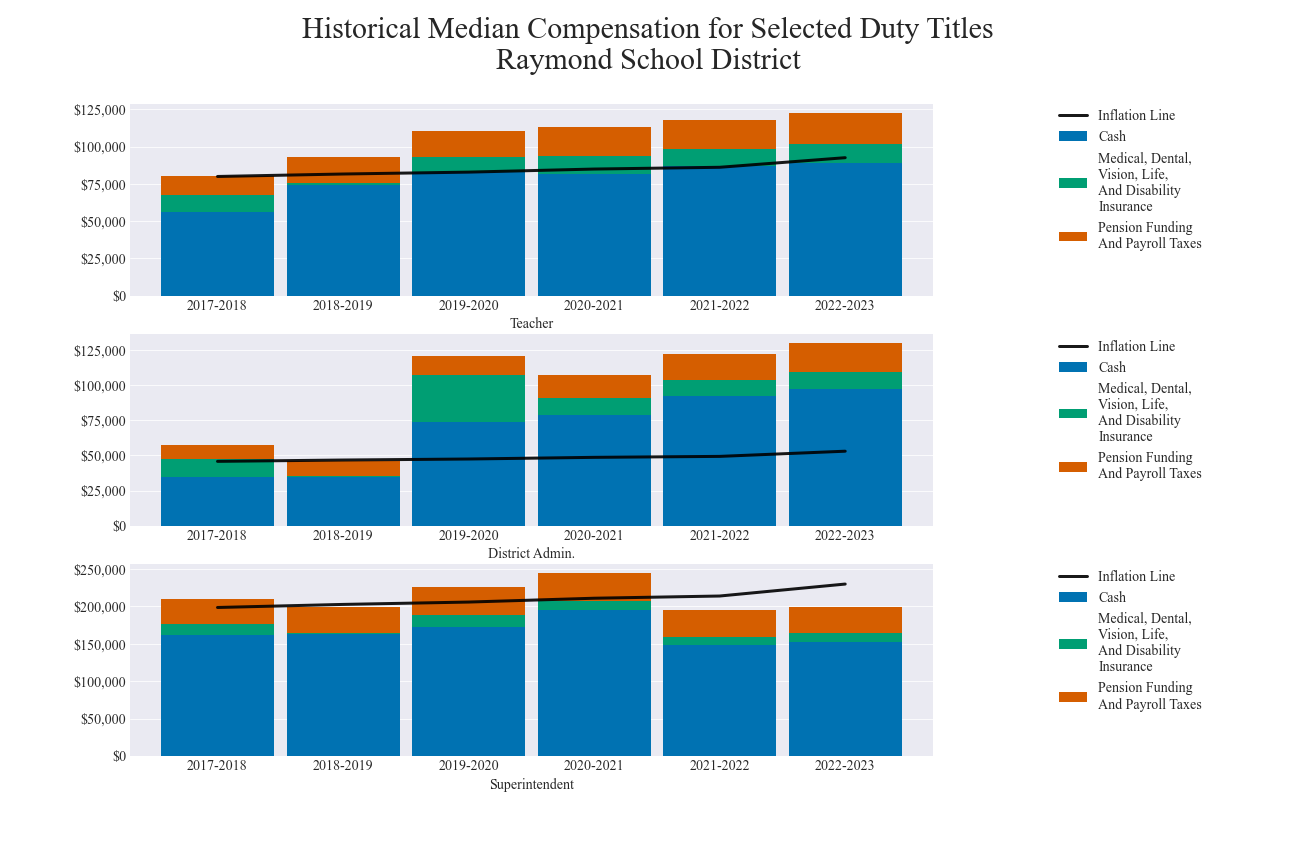 Historical Median Compensation for Selected Duty Titles
Raymond School District
$125,000
$100,000
$75,000
$50,000
$25,000
$0
2017-2018 2018-2019 2019-2020 2020-2021 2021-2022 2022-2023
Teacher
Inflation Line
Cash
Medical, Dental,
Vision, Life,
And Disability
Insurance
Pension Funding
And Payroll Taxes
$125,000
$100,000
$75,000
$50,000
$25,000
$0
2017-2018 2018-2019 2019-2020 2020-2021 2021-2022 2022-2023
District Admin.
Inflation Line
Cash
Medical, Dental,
Vision, Life,
And Disability
Insurance
Pension Funding
And Payroll Taxes
$250,000
$200,000
$150,000
$100,000
$50,000
$0
2017-2018 2018-2019 2019-2020 2020-2021 2021-2022 2022-2023
Superintendent
Inflation Line
Cash
Medical, Dental,
Vision, Life,
And Disability
Insurance
Pension Funding
And Payroll Taxes